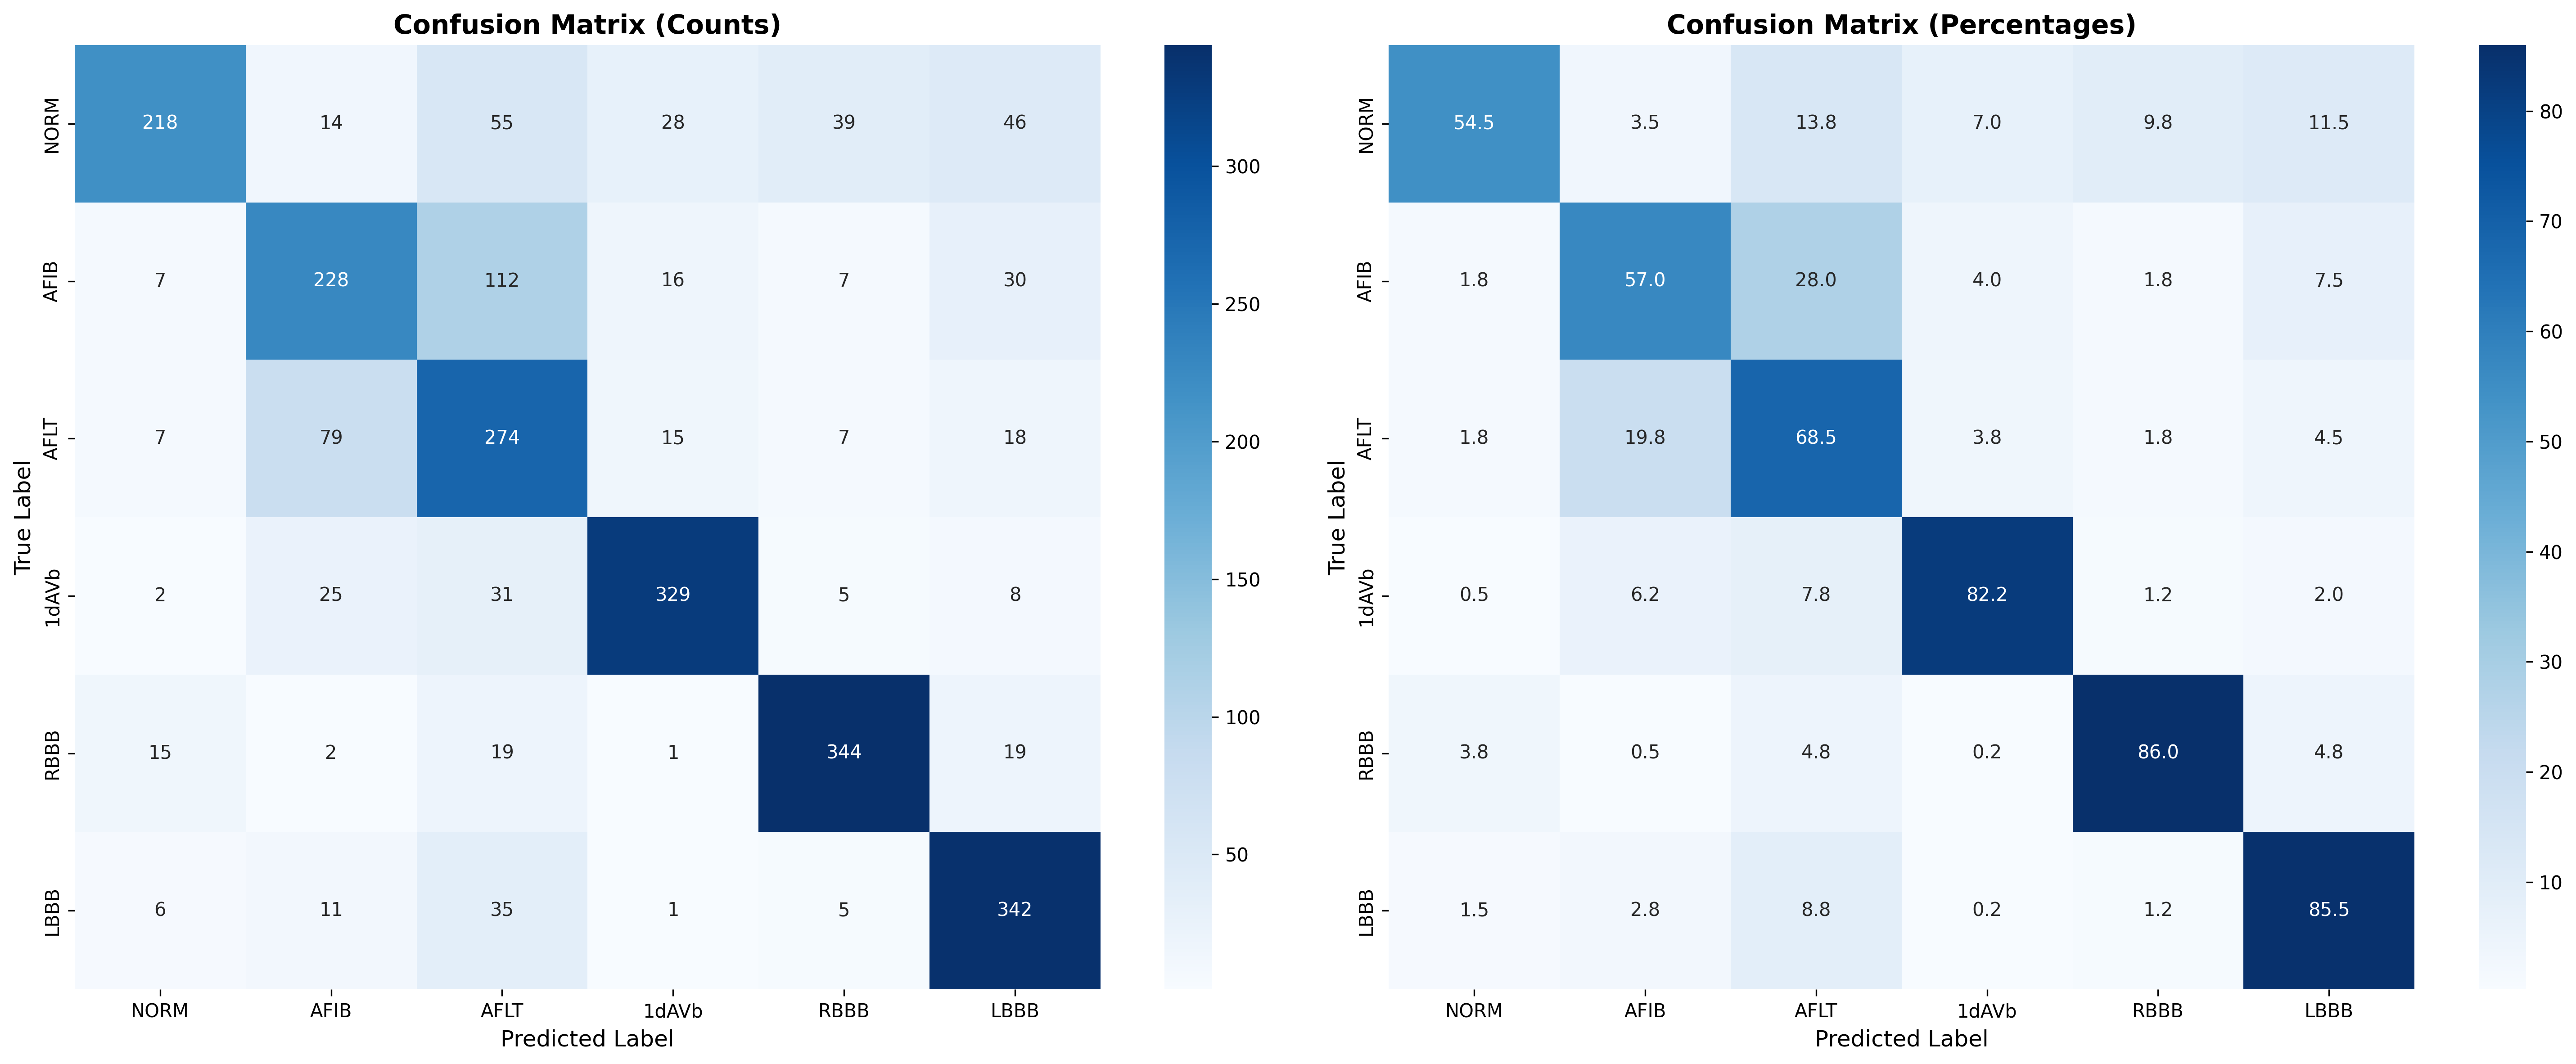 Confusion Matrix (Counts)
True Label
NORM 218 14 55 28 39 46
AFIB 7 228 112 16 7 30
AFLT 7 79 274 15 7 18
1dAVb 2 25 31 329 5 8
RBBB 15 2 19 1 344 19
LBBB 6 11 35 1 5 342
NORM AFIB AFLT 1dAVb RBBB LBBB
Predicted Label
300
250
200
150
100
50
Confusion Matrix (Percentages)
True Label
NORM 54.5 3.5 13.8 7.0 9.8 11.5
AFIB 1.8 57.0 28.0 4.0 1.8 7.5
AFLT 1.8 19.8 68.5 3.8 1.8 4.5
1dAVb 0.5 6.2 7.8 82.2 1.2 2.0
RBBB 3.8 0.5 4.8 0.2 86.0 4.8
LBBB 1.5 2.8 8.8 0.2 1.2 85.5
NORM AFIB AFLT 1dAVb RBBB LBBB
Predicted Label
80
70
60
50
40
30
20
10